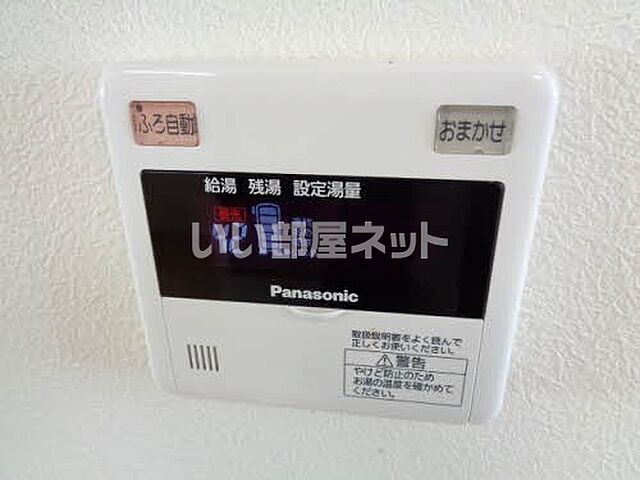 ふろ自動
おまかせ
給湯 残湯 設定湯量
優先
いい部屋ネット
Panasonic
取扱説明書をよく読んで
正しくお使いください。
警告
やけど防止のため
お湯の温度を確かめて
ください。